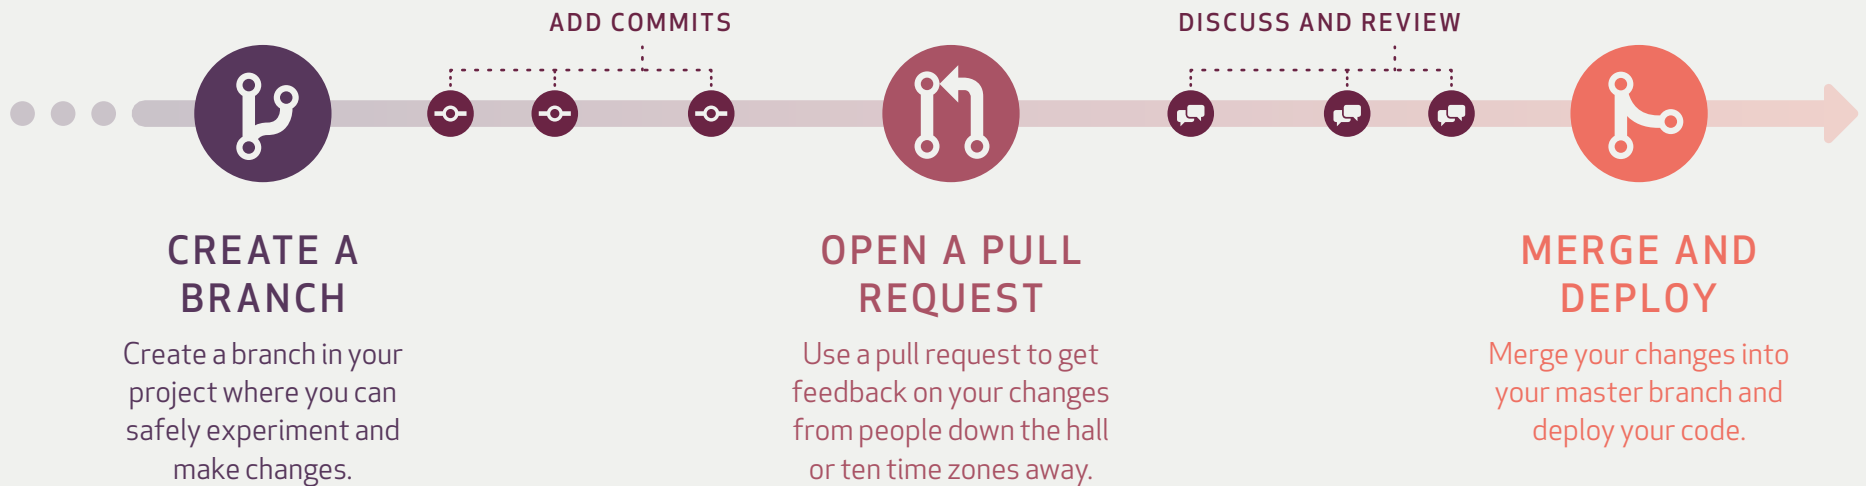 ADD COMMITS
DISCUSS AND REVIEW
CREATE A
BRANCH
Create a branch in your
project where you can
safely experiment and
make changes.
OPEN A PULL
REQUEST
Use a pull request to get
feedback on your changes
from people down the hall
or ten time zones away.
MERGE AND
DEPLOY
Merge your changes into
your master branch and
deploy your code.